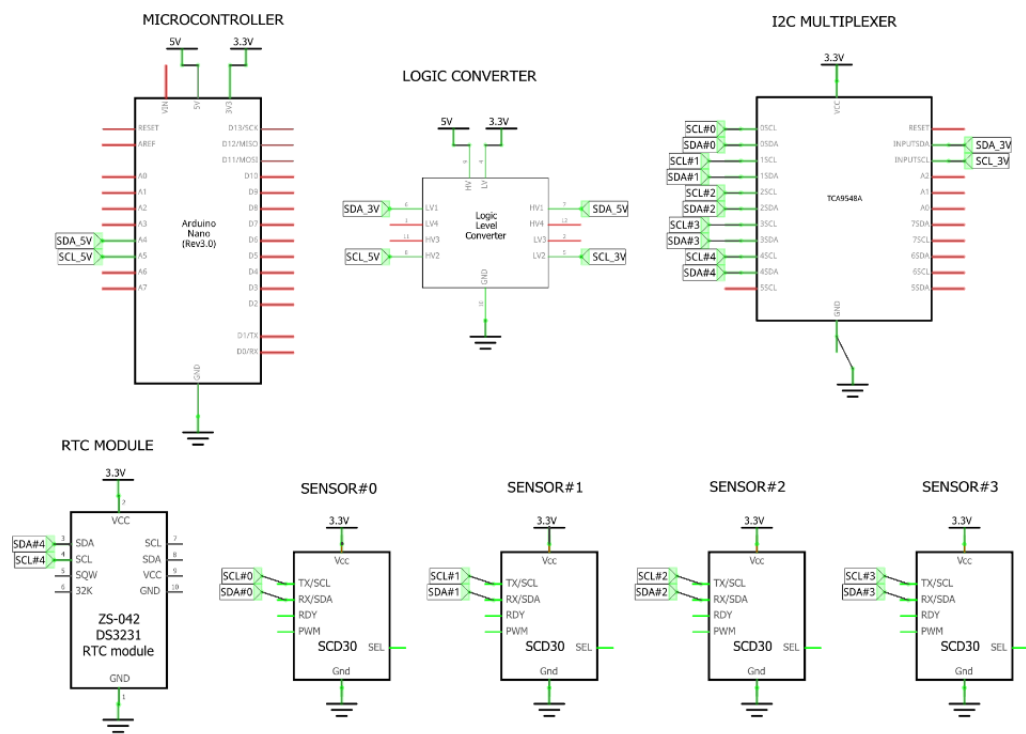 MICROCONTROLLER
5V
3.3V
VIN
5V
3V3
RESET
AREF
A0
A1
A2
A3
A4
A5
A6
A7
SDA_5V
SCL_5V
Arduino
Nano
(Rev3.0)
D13/SCK
D12/MISO
D11/MOSI
D10
D9
D8
D7
D6
D5
D4
D3
D2
D1/TX
D0/RX
GND
LOGIC CONVERTER
5V
3.3V
HV
LV
SDA_3V
SCL_5V
LV1
LV4
HV3
HV2
Logic
Level
Converter
HV1
HV4
LV3
LV2
SDA_5V
SCL_3V
GND
I2C MULTIPLEXER
3.3V
VCC
SCL#0
SDA#0
SCL#1
SDA#1
SCL#2
SDA#2
SCL#3
SDA#3
SCL#4
SDA#4
0SCL
0SDA
1SCL
1SDA
2SCL
2SDA
3SCL
3SDA
4SCL
4SDA
5SCL
TCA9548A
RESET
INPUTSDA
INPUTSCL
A2
A1
A0
7SDA
7SCL
6SDA
6SCL
5SDA
SDA_3V
SCL_3V
GND
RTC MODULE
3.3V
2
VCC
SDA#4
SCL#4
3
4
5
6
SDA
SCL
SQW
32K
SCL
SDA
VCC
GND
7
8
9
10
ZS-042
DS3231
RTC module
GND
1
SENSOR#0
3.3V
Vcc
SCL#0
SDA#0
TX/SCL
RX/SDA
RDY
PWM
SCD30
SEL
Gnd
SENSOR#1
3.3V
Vcc
SCL#1
SDA#1
TX/SCL
RX/SDA
RDY
PWM
SCD30
SEL
Gnd
SENSOR#2
3.3V
Vcc
SCL#2
SDA#2
TX/SCL
RX/SDA
RDY
PWM
SCD30
SEL
Gnd
SENSOR#3
3.3V
Vcc
SCL#3
SDA#3
TX/SCL
RX/SDA
RDY
PWM
SCD30
SEL
Gnd